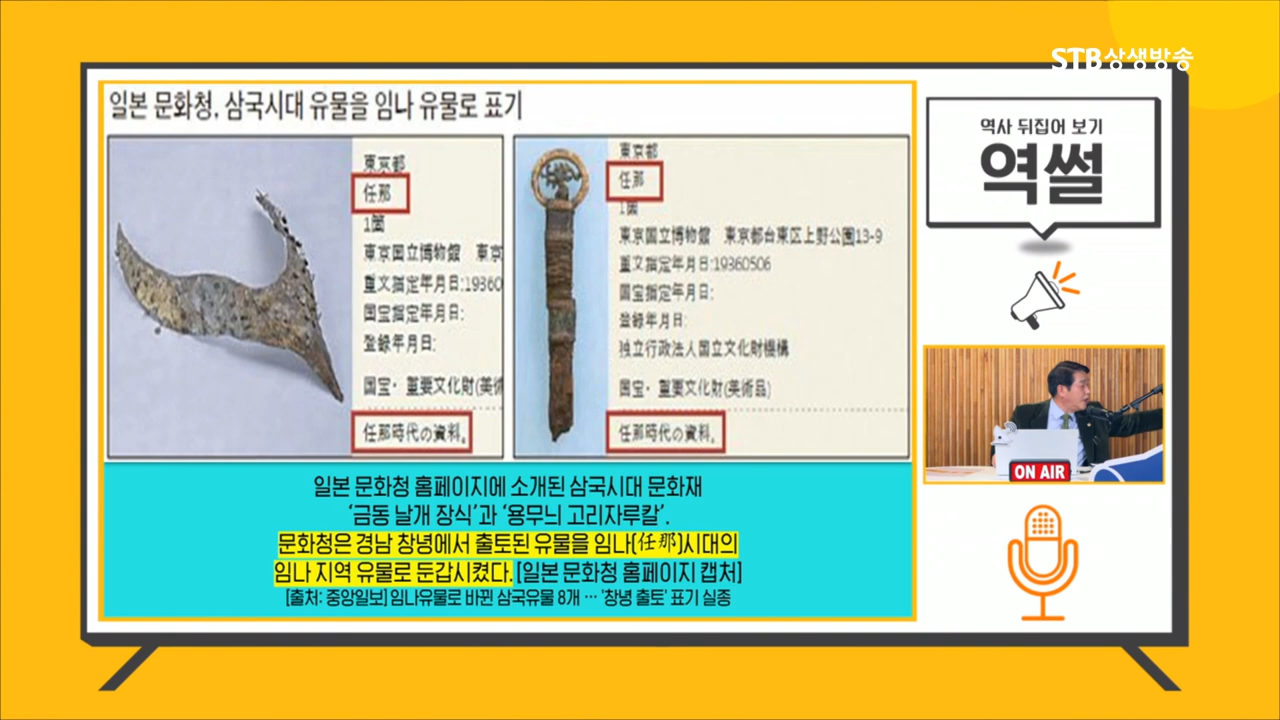 STB상생방송
일본 문화청, 삼국시대 유물을 임나 유물로 표기
東京都
任那
1箇
東京国立博物館 東京
重文指定年月日:19360
国宝指定年月日:
登録年月日:
国宝・重要文化財(美術
任那時代の資料。
東京都
任那
1箇
東京国立博物館 東京都台東区上野公園13-9
重文指定年月日:19360506
国宝指定年月日:
登録年月日:
独立行政法人国立文化財機構
国宝・重要文化財(美術品)
任那時代の資料。
일본 문화청 홈페이지에 소개된 삼국시대 문화재
‘금동 날개 장식’과 ‘용무늬 고리자루칼’.
문화청은 경남 창녕에서 출토된 유물을 임나(任那)시대의
임나 지역 유물로 둔갑시켰다. [일본 문화청 홈페이지 캡처]
[출처: 중앙일보] 임나유물로 바뀐 삼국유물 8개 … '창녕 출토' 표기 실종
역사 뒤집어 보기
역썰
ON AIR